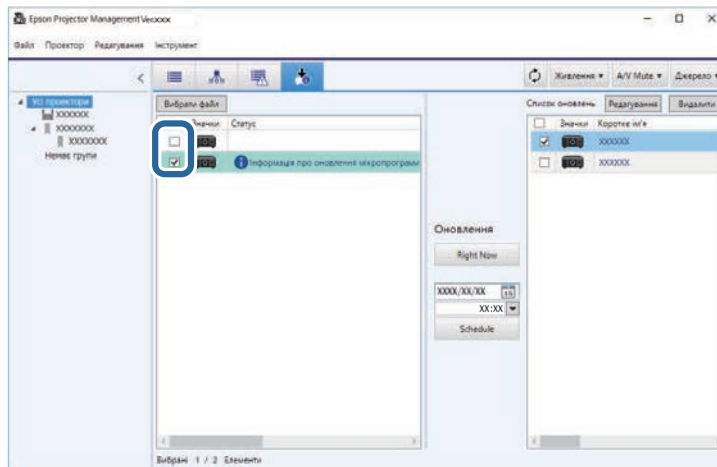 Epson Projector Management Ver.xxxx
Файл Проектор Редагування Інструмент
Живлення A/V Mute Джерело
Усі проектори
XXXXXX
XXXXXXX
XXXXXXX
Немає групи
Вибрати файл
Значки Статус
Інформація про оновлення мікропрограми
Оновлення
Right Now
XXXX/XX/XX
XX:XX
Schedule
Список оновлень Редагування Видалити
Значки Коротке ім'я
XXXXXX
XXXXXX
Вибрані 1 / 2 Елементи